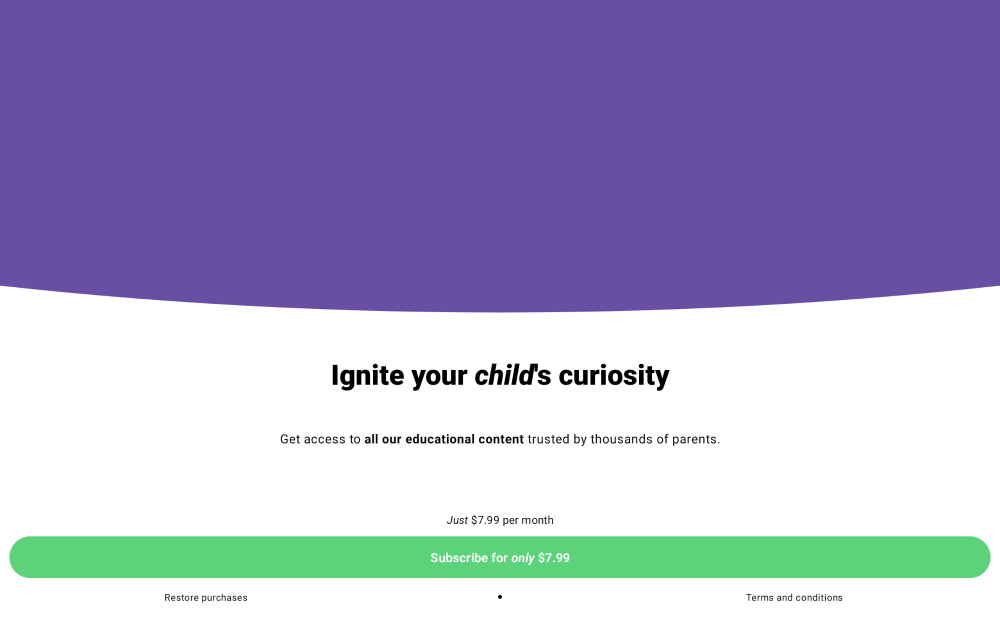 Ignite your child's curiosity
Get access to all our educational content trusted by thousands of parents.
Just $7.99 per month
Subscribe for only $7.99
Restore purchases • Terms and conditions